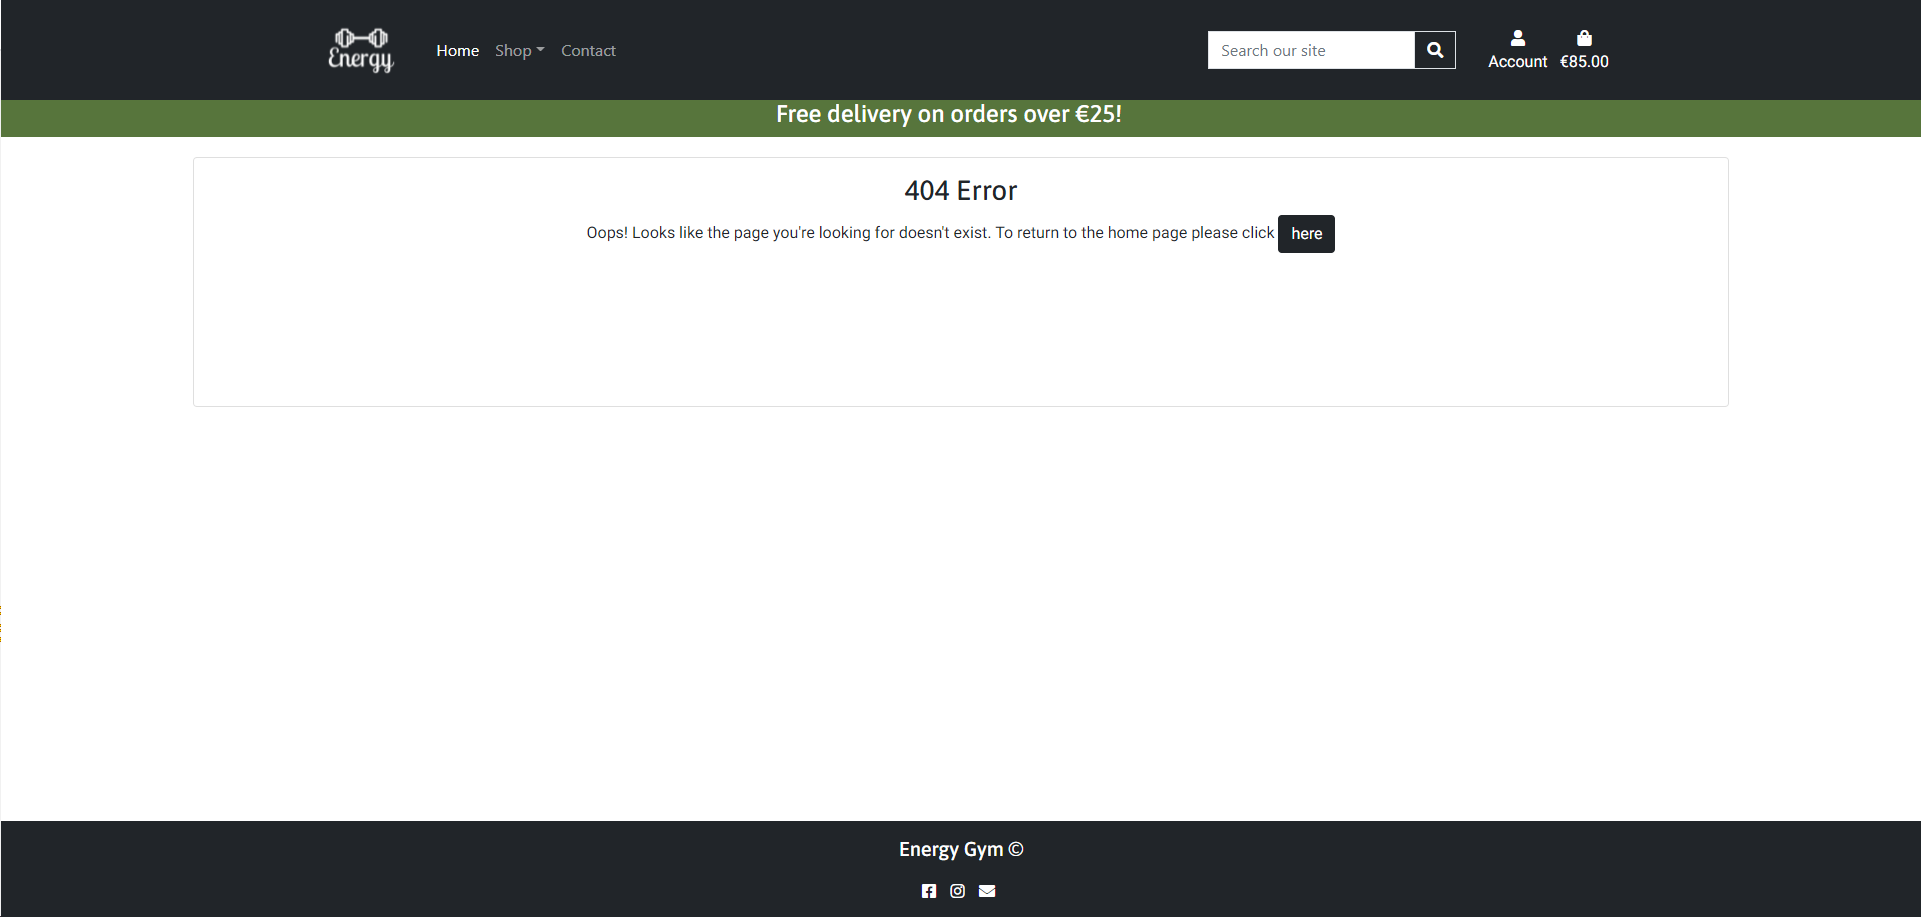 Energy
Home Shop Contact
Search our site
Account €85.00
Free delivery on orders over €25!
404 Error
Oops! Looks like the page you're looking for doesn't exist. To return to the home page please click here
Energy Gym ©